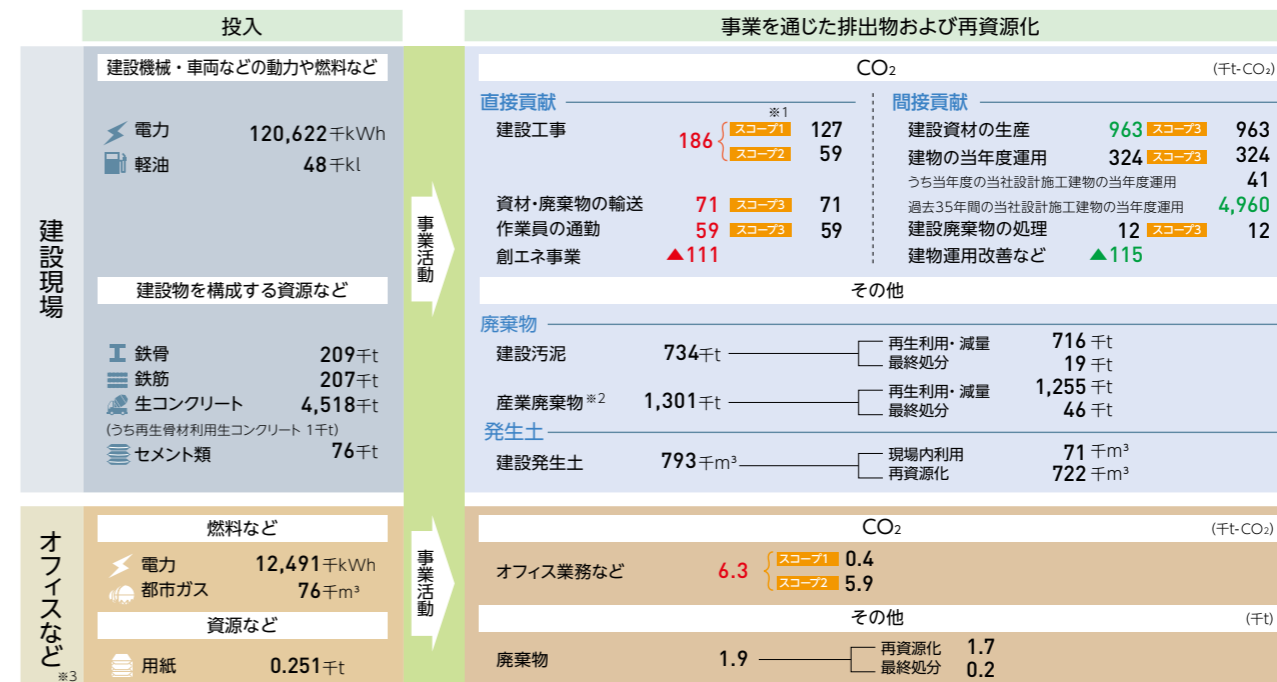 投入
事業を通じた排出物および再資源化
建設現場
建設機械・車両などの動力や燃料など
電力 120,622千kWh
軽油 48千kl
建設物を構成する資源など
鉄骨 209千t
鉄筋 207千t
生コンクリート 4,518千t
(うち再生骨材利用生コンクリート 1千t)
セメント類 76千t
事業活動
CO₂ (千t-CO₂)
直接貢献
※1
建設工事 186 スコープ1 127
スコープ2 59
資材・廃棄物の輸送 71 スコープ3 71
作業員の通勤 59 スコープ3 59
創エネ事業 ▲111
間接貢献
建設資材の生産 963 スコープ3 963
建物の当年度運用 324 スコープ3 324
うち当年度の当社設計施工建物の当年度運用 41
過去35年間の当社設計施工建物の当年度運用 4,960
建設廃棄物の処理 12 スコープ3 12
建物運用改善など ▲115
その他
廃棄物
建設汚泥 734千t 再生利用・減量 716千t
最終処分 19千t
産業廃棄物※2 1,301千t 再生利用・減量 1,255千t
最終処分 46千t
発生土
建設発生土 793千m³ 現場内利用 71千m³
再資源化 722千m³
オフィスなど
※3
燃料など
電力 12,491千kWh
都市ガス 76千m³
資源など
用紙 0.251千t
事業活動
CO₂ (千t-CO₂)
オフィス業務など 6.3 スコープ1 0.4
スコープ2 5.9
その他 (千t)
廃棄物 1.9 再資源化 1.7
最終処分 0.2